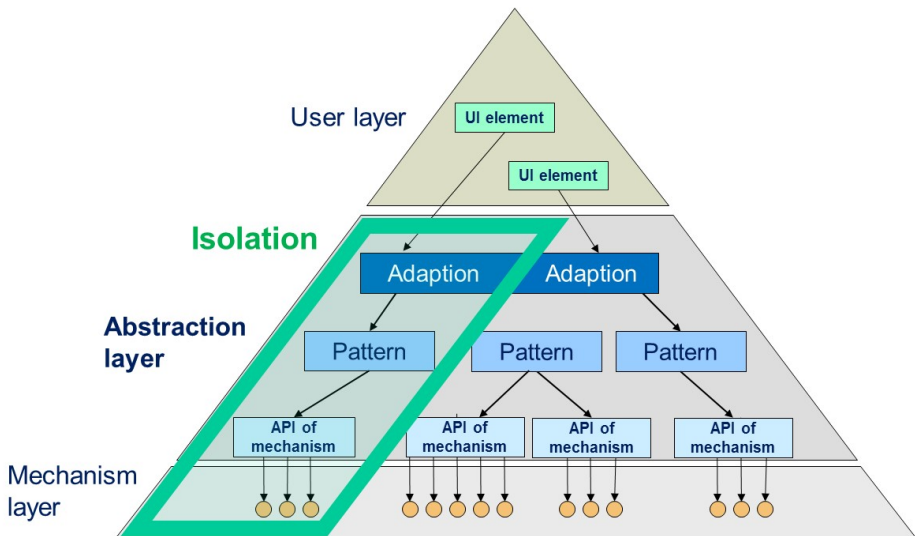 User layer
UI element
UI element
Isolation
Adaption
Adaption
Abstraction
layer
Pattern
Pattern
Pattern
API of
mechanism
API of
mechanism
API of
mechanism
API of
mechanism
Mechanism
layer